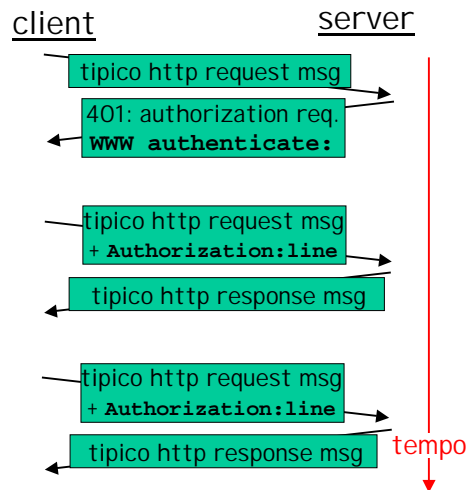 client
server
tipico http request msg
401: authorization req.
WWW authenticate:
tipico http request msg
+ Authorization:line
tipico http response msg
tipico http request msg
+ Authorization:line
tipico http response msg
tempo